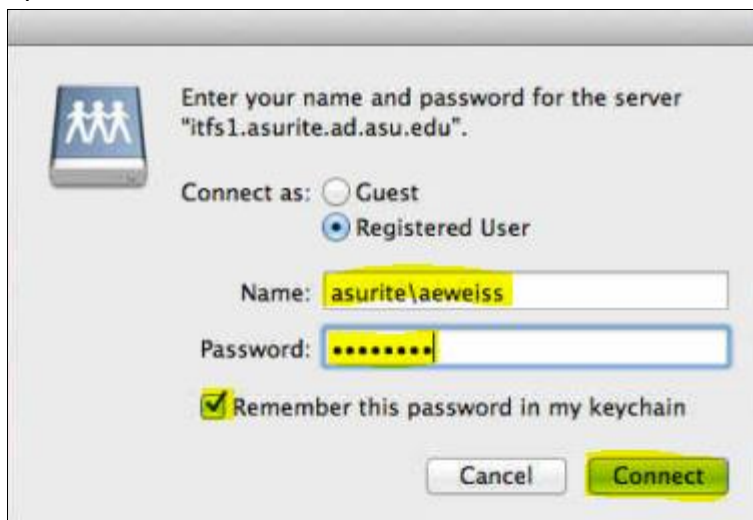 Enter your name and password for the server
"itfs1.asurite.ad.asu.edu".
Connect as: Guest
Registered User
Name: asurite\aeweiss
Password: ••••••••
Remember this password in my keychain
Cancel Connect